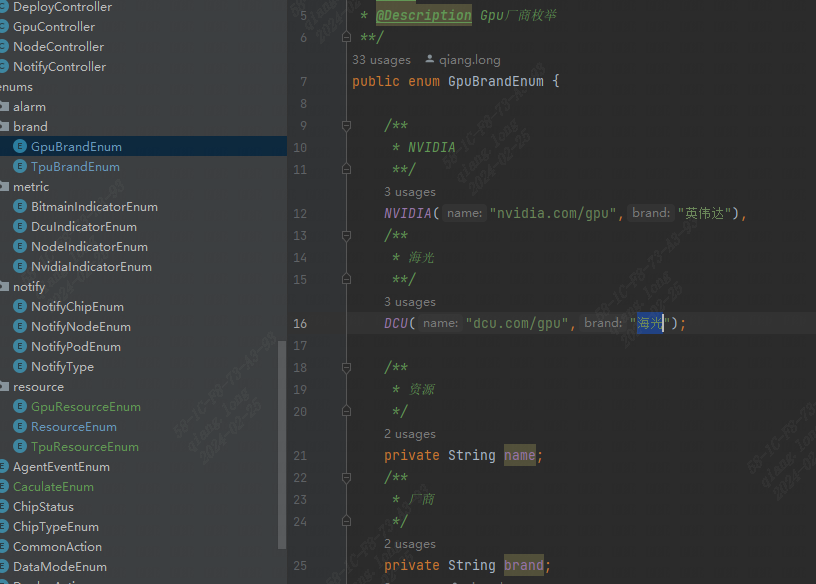 DeployController
GpuController
NodeController
NotifyController
enums
alarm
brand
GpuBrandEnum
TpuBrandEnum
metric
BitmainIndicatorEnum
DcuIndicatorEnum
NodeIndicatorEnum
NvidiaIndicatorEnum
notify
NotifyChipEnum
NotifyNodeEnum
NotifyPodEnum
NotifyType
resource
GpuResourceEnum
ResourceEnum
TpuResourceEnum
AgentEventEnum
CaculateEnum
ChipStatus
ChipTypeEnum
CommonAction
DataModeEnum
5 * @Description Gpu厂商枚举
6 **/
33 usages qiang.long
7 public enum GpuBrandEnum {
8
9 /**
10 * NVIDIA
11 **/
3 usages
12 NVIDIA( name: "nvidia.com/gpu", brand: "英伟达"),
13 /**
14 * 海光
15 **/
3 usages
16 DCU( name: "dcu.com/gpu", brand: "海光");
17
18 /**
19 * 资源
20 */
2 usages
21 private String name;
22 /**
23 * 厂商
24 */
2 usages
25 private String brand;